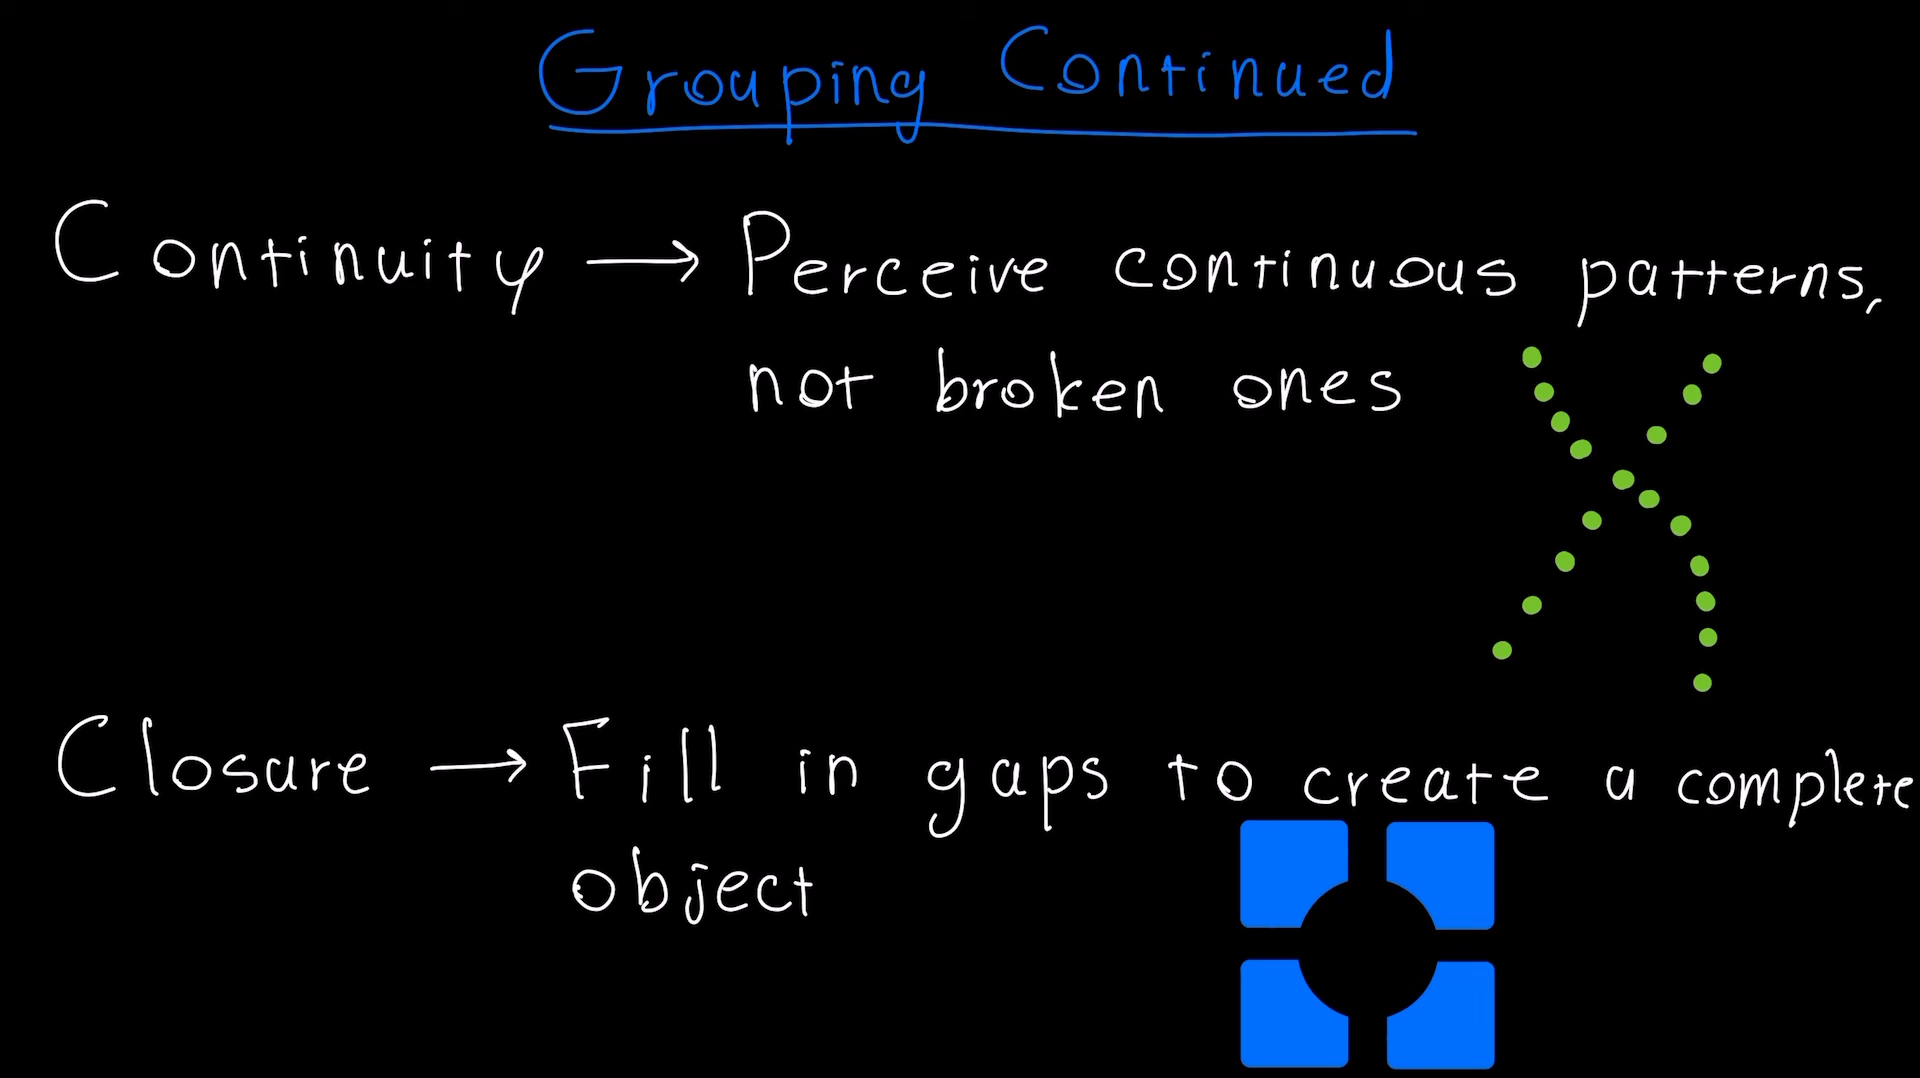 Grouping Continued
Continuity → Perceive continuous patterns,
not broken ones
Closure → Fill in gaps to create a complete
object